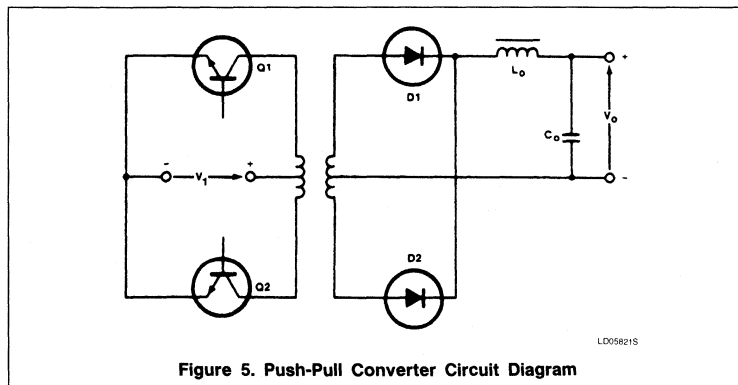 Q1
D1
Lo
+
Co
Vo
- V1 +
-
Q2
D2
LD05821S
Figure 5. Push-Pull Converter Circuit Diagram